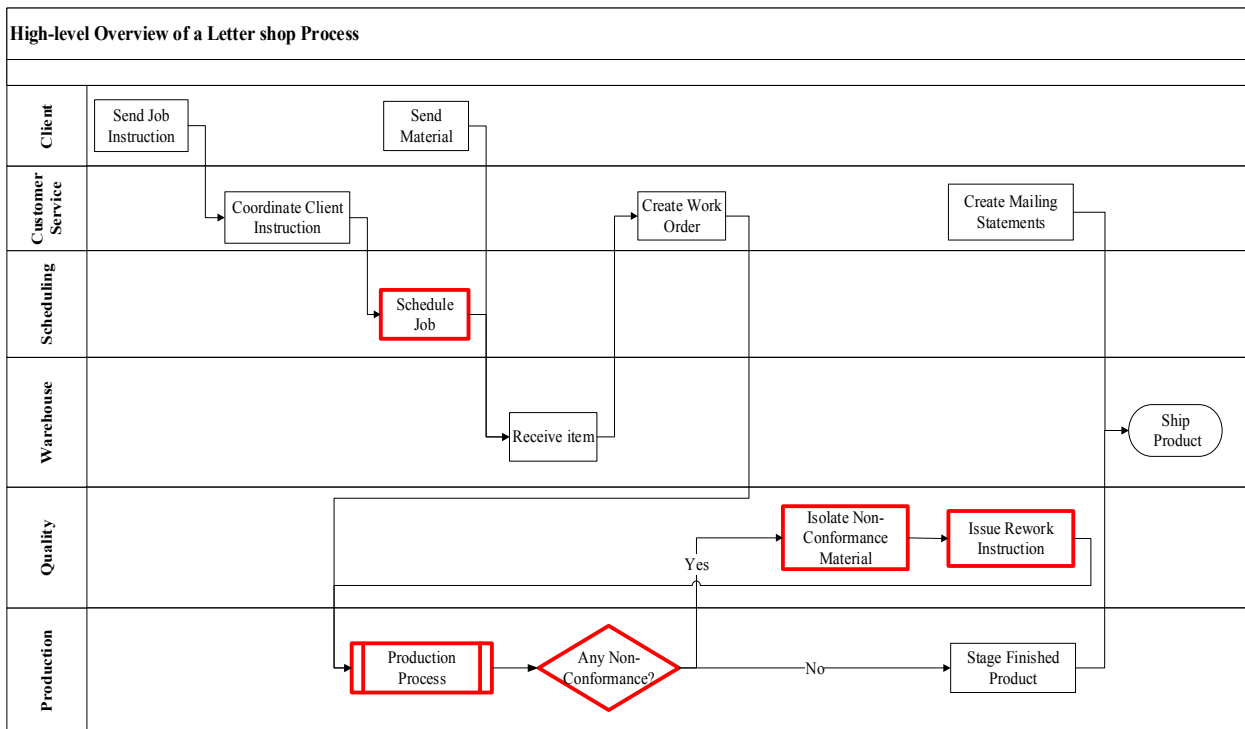 High-level Overview of a Letter shop Process
Client
Send Job
Instruction
Send
Material
Customer
Service
Coordinate Client
Instruction
Create Work
Order
Create Mailing
Statements
Scheduling
Schedule
Job
Warehouse
Receive item
Ship
Product
Quality
Isolate Non-
Conformance
Material
Issue Rework
Instruction
Yes
Production
Production
Process
Any Non-
Conformance?
No
Stage Finished
Product